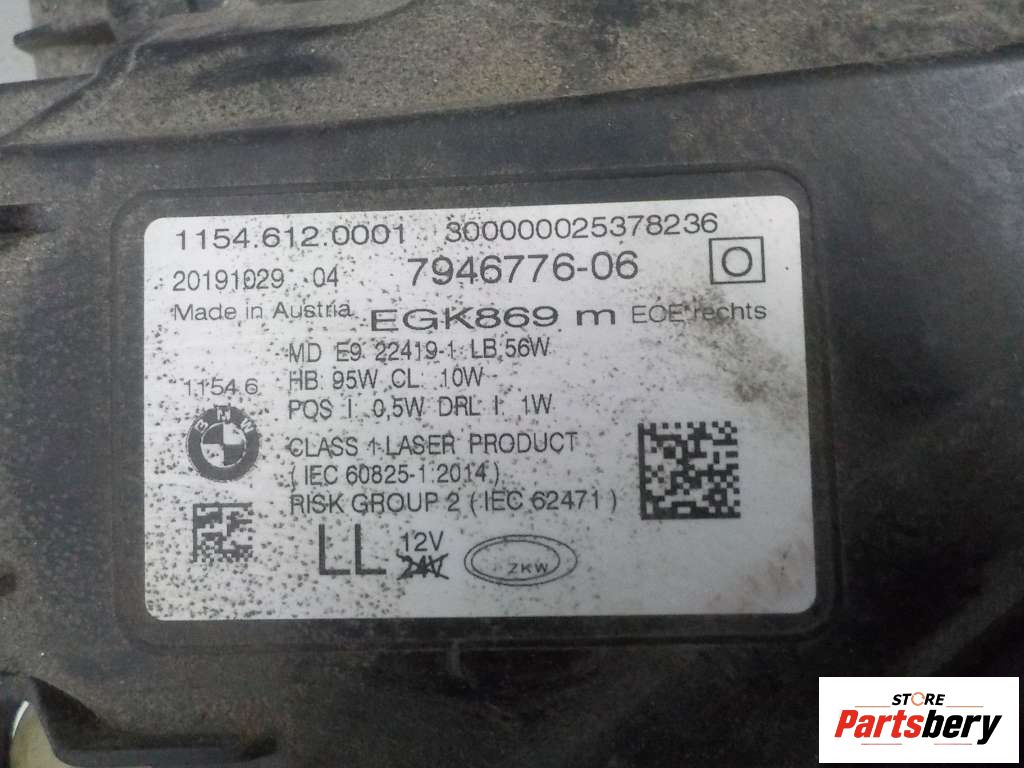 1154.612.0001 300000025378236
20191029 04 7946776-06 O
Made in Austria EGK869 m ECE rechts
MD E9 22419-1 LB 56W
HB 95W CL 10W
PQS I 0,5W DRL I 1W
1154.6
BMW
CLASS 1 LASER PRODUCT
(IEC 60825-1:2014)
RISK GROUP 2 (IEC 62471)
LL 12V
24V
ZKW
STORE
Partsbery